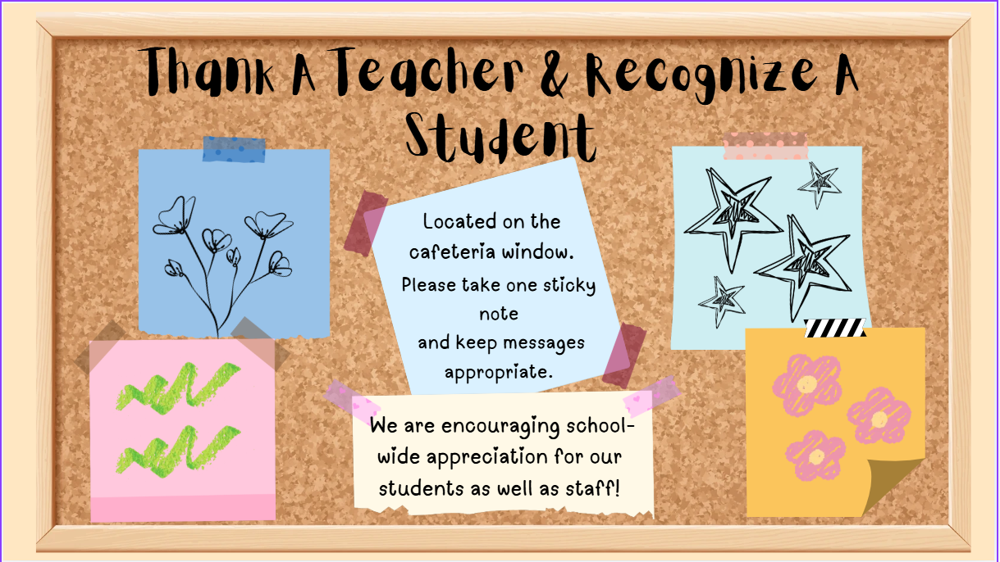 Thank A Teacher & Recognize A
Student
Located on the
cafeteria window.
Please take one sticky
note
and keep messages
appropriate.
We are encouraging school-
wide appreciation for our
students as well as staff!